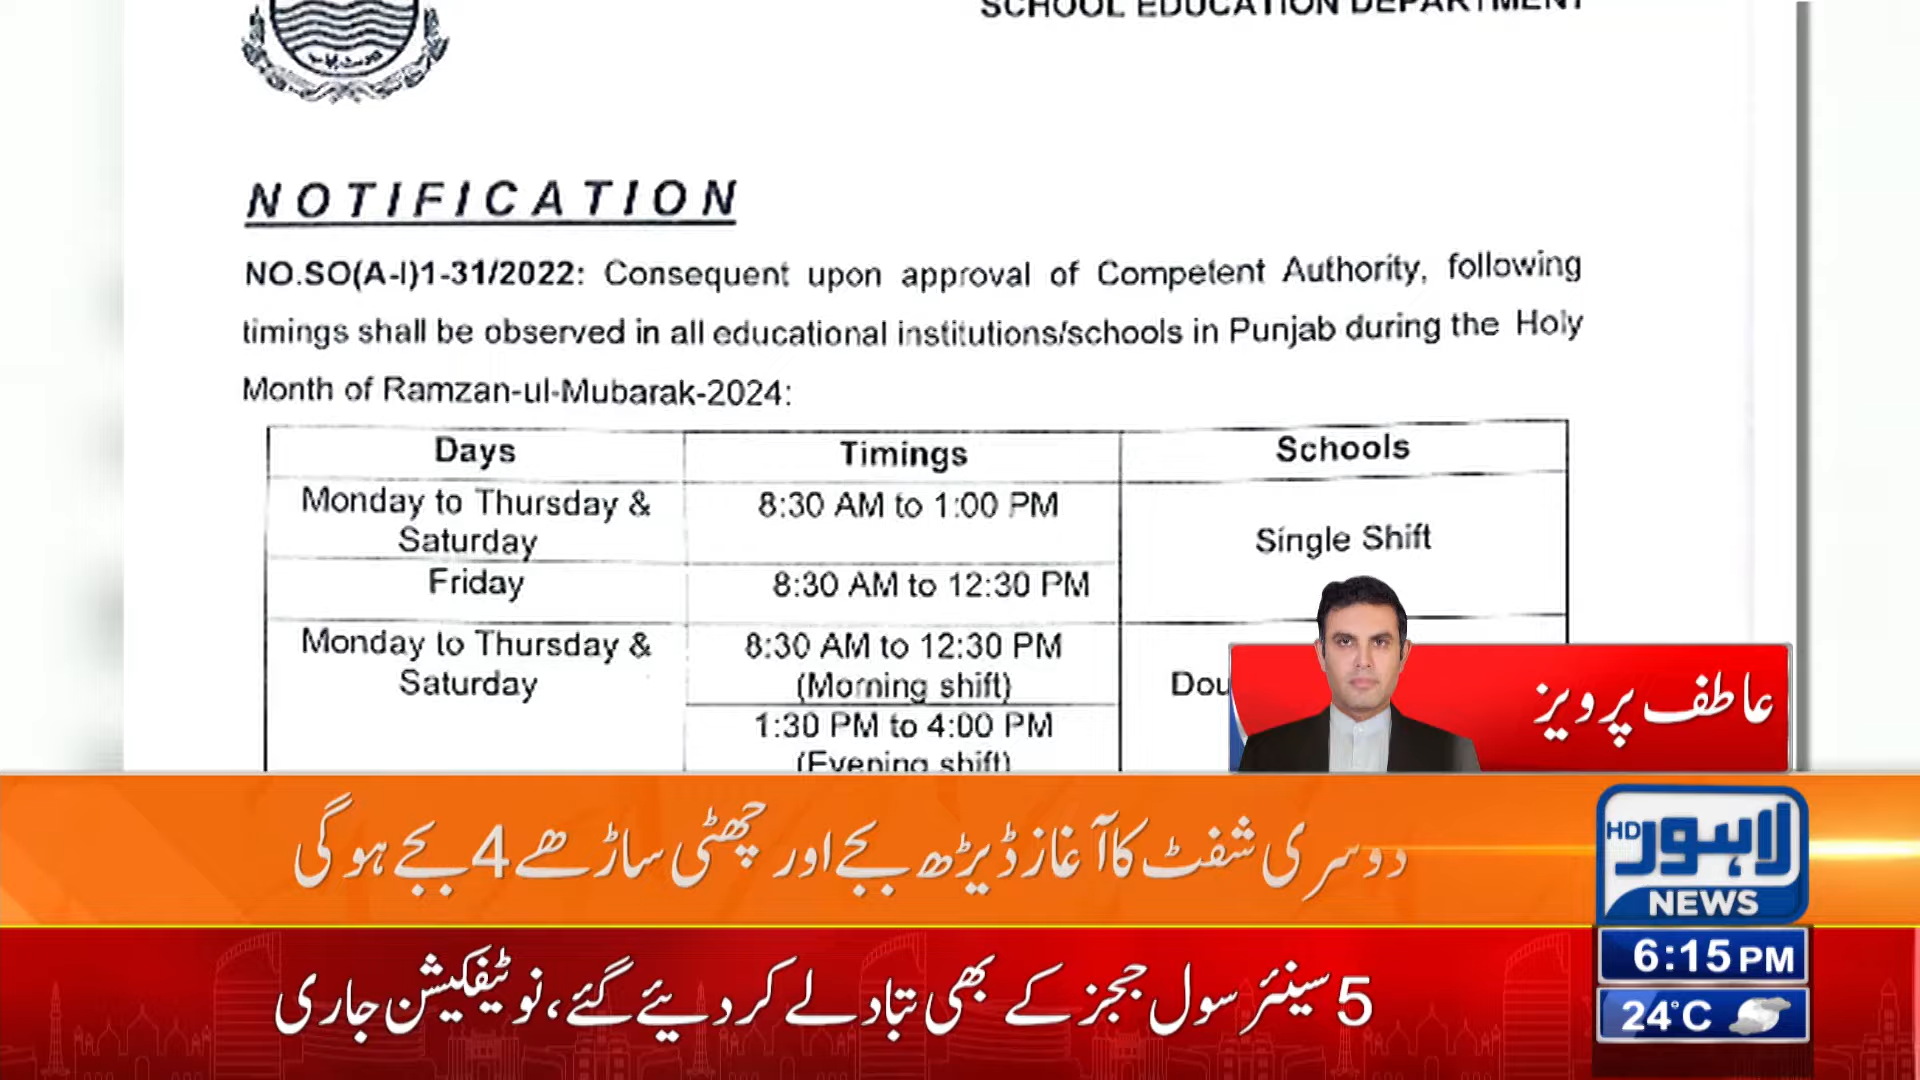 SCHOOL EDUCATION DEPARTMENT
NOTIFICATION
NO.SO(A-I)1-31/2022: Consequent upon approval of Competent Authority, following
timings shall be observed in all educational institutions/schools in Punjab during the Holy
Month of Ramzan-ul-Mubarak-2024:
Days Timings Schools
Monday to Thursday & Saturday 8:30 AM to 1:00 PM Single Shift
Friday 8:30 AM to 12:30 PM
Monday to Thursday & Saturday 8:30 AM to 12:30 PM (Morning shift)
1:30 PM to 4:00 PM
(Evening shift)
عاطف پرویز
دوسری شفٹ کا آغاز ڈیڑھ بجے اور چھٹی ساڑھے 4 بجے ہوگی
لاہور HD
NEWS
6:15 PM
24°C
5 سینئر سول ججز کے بھی تبادلے کر دیئے گئے، نوٹیفکیشن جاری